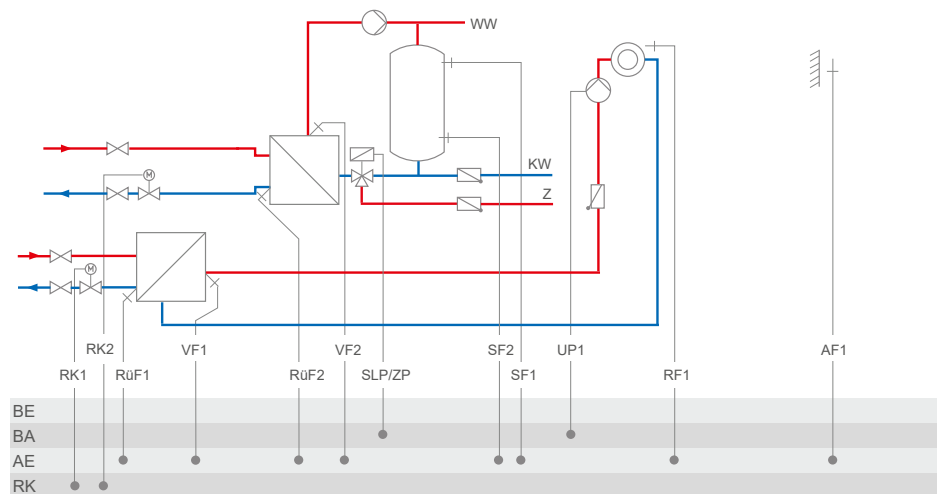 WW
KW
Z
M
M
RK2 VF1 VF2 SF2 UP1 AF1
RK1 RüF1 RüF2 SLP/ZP SF1 RF1
BE
BA
AE
RK